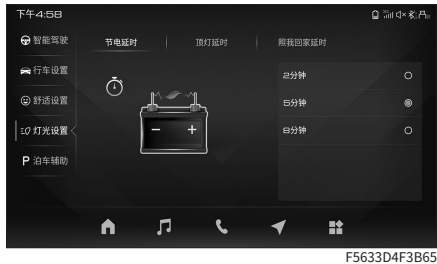 下午4:58
智能驾驶
节电延时 顶灯延时 照我回家延时
行车设置
2分钟
舒适设置
5分钟
灯光设置
8分钟
P 泊车辅助
F5633D4F3B65